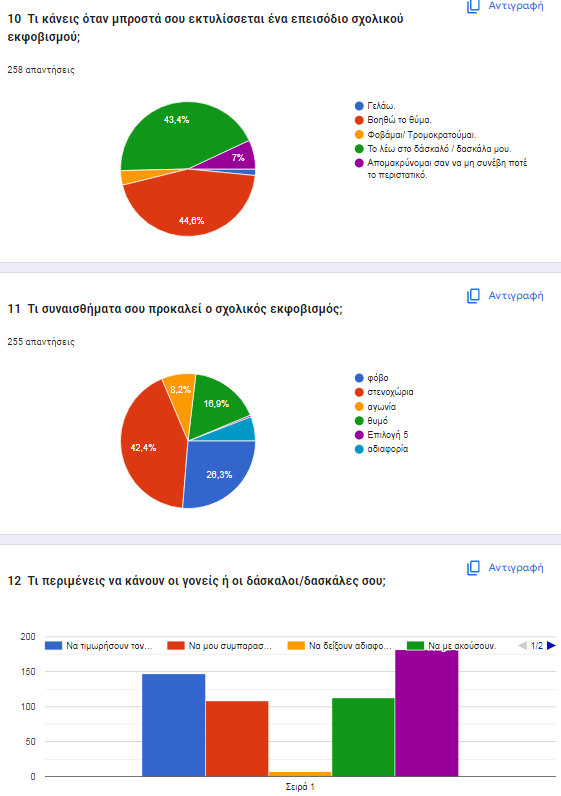 Αντιγραφή
10 Τι κάνεις όταν μπροστά σου εκτυλίσσεται ένα επεισόδιο σχολικού
εκφοβισμού;
258 απαντήσεις
Γελάω.
Βοηθώ το θύμα.
Φοβάμαι/ Τρομοκρατούμαι.
Το λέω στο δάσκαλό / δασκάλα μου.
Απομακρύνομαι σαν να μη συνέβη ποτέ
το περιστατικό.
43,4%
7%
44,6%
Αντιγραφή
11 Τι συναισθήματα σου προκαλεί ο σχολικός εκφοβισμός;
255 απαντήσεις
φόβο
στενοχώρια
αγωνία
θυμό
Επιλογή 5
αδιαφορία
8,2%
16,9%
42,4%
26,3%
Αντιγραφή
12 Τι περιμένεις να κάνουν οι γονείς ή οι δάσκαλοι/δασκάλες σου;
200
150
100
50
0
Να τιμωρήσουν τον...
Να μου συμπαρασ...
Να δείξουν αδιαφο...
Να με ακούσουν.
1/2
Σειρά 1